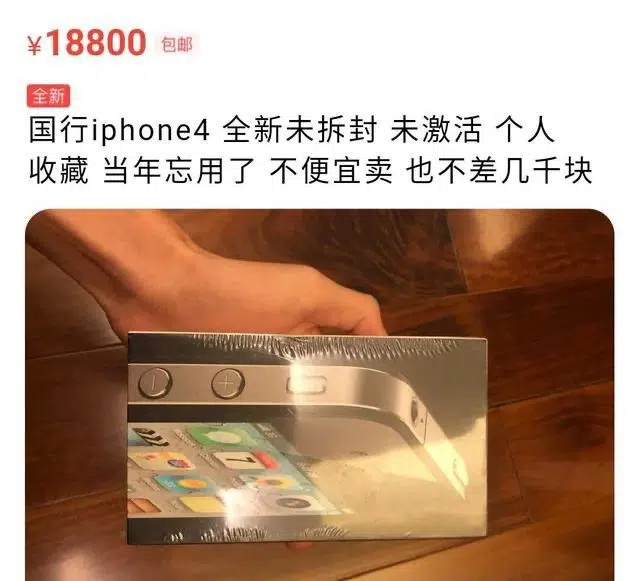 ¥18800 包邮
全新
国行iphone4 全新未拆封 未激活 个人
收藏 当年忘用了 不便宜卖 也不差几千块
7